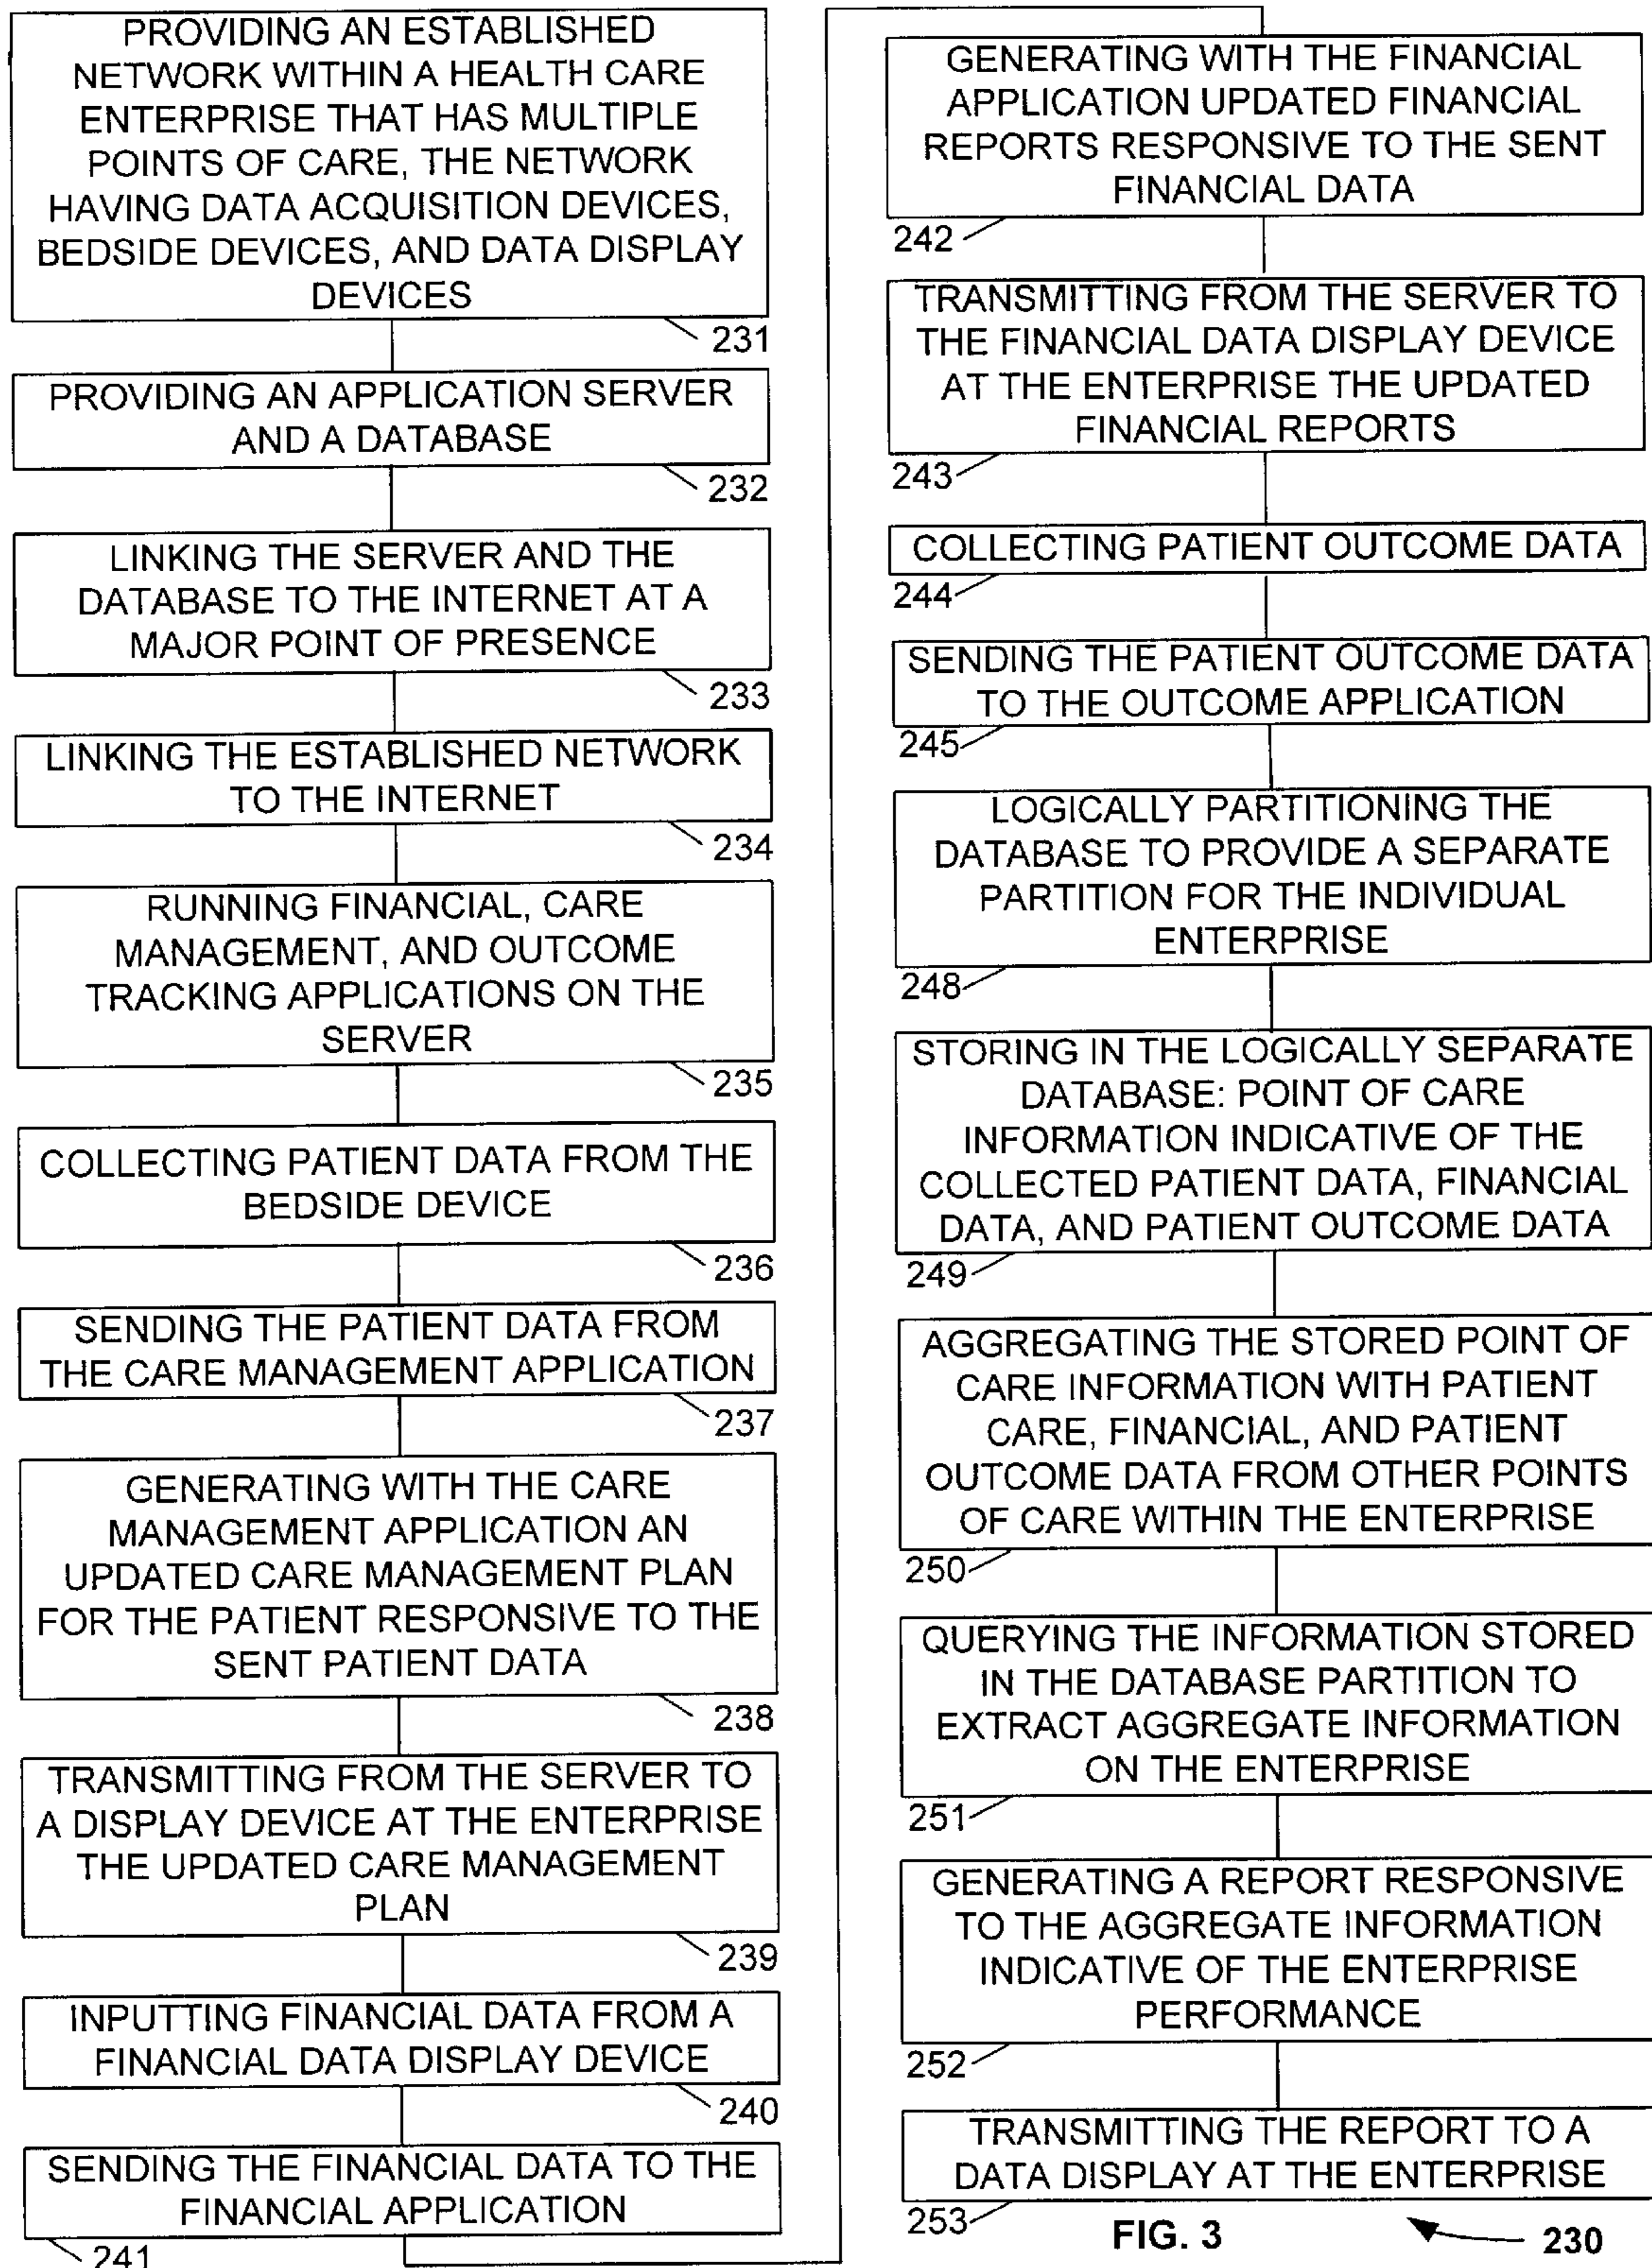 PROVIDING AN ESTABLISHED
NETWORK WITHIN A HEALTH CARE
ENTERPRISE THAT HAS MULTIPLE
POINTS OF CARE, THE NETWORK
HAVING DATA ACQUISITION DEVICES,
BEDSIDE DEVICES, AND DATA DISPLAY
DEVICES
231
PROVIDING AN APPLICATION SERVER
AND A DATABASE
232
LINKING THE SERVER AND THE
DATABASE TO THE INTERNET AT A
MAJOR POINT OF PRESENCE
233
LINKING THE ESTABLISHED NETWORK
TO THE INTERNET
234
RUNNING FINANCIAL, CARE
MANAGEMENT, AND OUTCOME
TRACKING APPLICATIONS ON THE
SERVER
235
COLLECTING PATIENT DATA FROM THE
BEDSIDE DEVICE
236
SENDING THE PATIENT DATA FROM
THE CARE MANAGEMENT APPLICATION
237
GENERATING WITH THE CARE
MANAGEMENT APPLICATION AN
UPDATED CARE MANAGEMENT PLAN
FOR THE PATIENT RESPONSIVE TO THE
SENT PATIENT DATA
238
TRANSMITTING FROM THE SERVER TO
A DISPLAY DEVICE AT THE ENTERPRISE
THE UPDATED CARE MANAGEMENT
PLAN
239
INPUTTING FINANCIAL DATA FROM A
FINANCIAL DATA DISPLAY DEVICE
240
SENDING THE FINANCIAL DATA TO THE
FINANCIAL APPLICATION
241
GENERATING WITH THE FINANCIAL
APPLICATION UPDATED FINANCIAL
REPORTS RESPONSIVE TO THE SENT
FINANCIAL DATA
242
TRANSMITTING FROM THE SERVER TO
THE FINANCIAL DATA DISPLAY DEVICE
AT THE ENTERPRISE THE UPDATED
FINANCIAL REPORTS
243
COLLECTING PATIENT OUTCOME DATA
244
SENDING THE PATIENT OUTCOME DATA
TO THE OUTCOME APPLICATION
245
LOGICALLY PARTITIONING THE
DATABASE TO PROVIDE A SEPARATE
PARTITION FOR THE INDIVIDUAL
ENTERPRISE
248
STORING IN THE LOGICALLY SEPARATE
DATABASE: POINT OF CARE
INFORMATION INDICATIVE OF THE
COLLECTED PATIENT DATA, FINANCIAL
DATA, AND PATIENT OUTCOME DATA
249
AGGREGATING THE STORED POINT OF
CARE INFORMATION WITH PATIENT
CARE, FINANCIAL, AND PATIENT
OUTCOME DATA FROM OTHER POINTS
OF CARE WITHIN THE ENTERPRISE
250
QUERYING THE INFORMATION STORED
IN THE DATABASE PARTITION TO
EXTRACT AGGREGATE INFORMATION
ON THE ENTERPRISE
251
GENERATING A REPORT RESPONSIVE
TO THE AGGREGATE INFORMATION
INDICATIVE OF THE ENTERPRISE
PERFORMANCE
252
TRANSMITTING THE REPORT TO A
DATA DISPLAY AT THE ENTERPRISE
253
FIG. 3
230